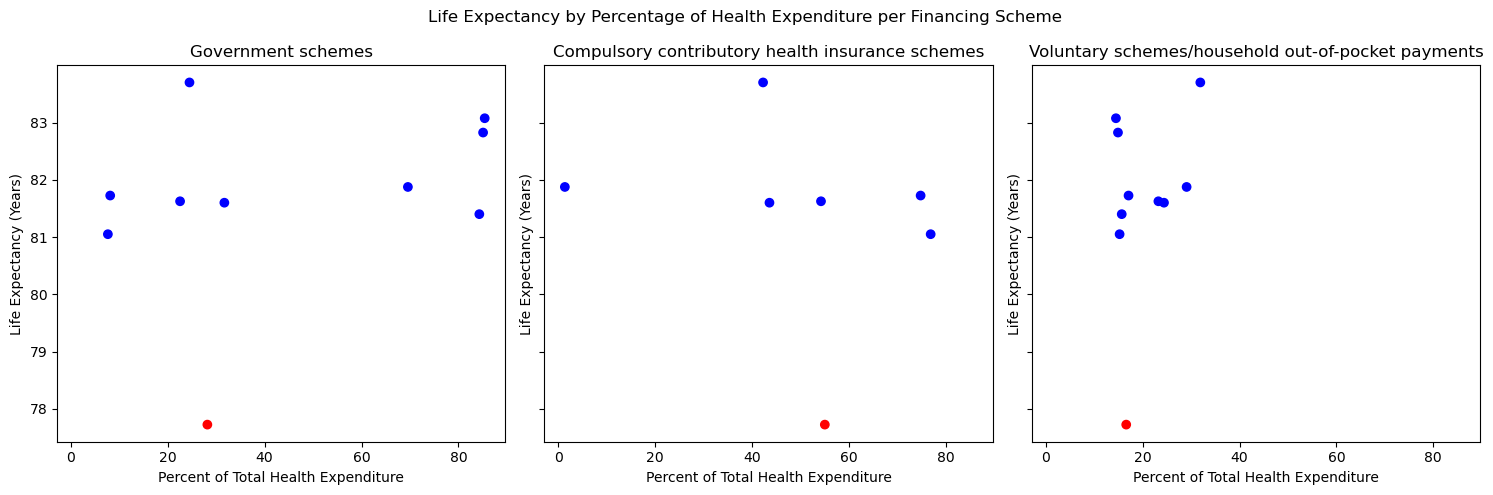 Life Expectancy by Percentage of Health Expenditure per Financing Scheme
Government schemes
83
82
81
80
79
78
Life Expectancy (Years)
0 20 40 60 80
Percent of Total Health Expenditure
Compulsory contributory health insurance schemes
Life Expectancy (Years)
0 20 40 60 80
Percent of Total Health Expenditure
Voluntary schemes/household out-of-pocket payments
Life Expectancy (Years)
0 20 40 60 80
Percent of Total Health Expenditure